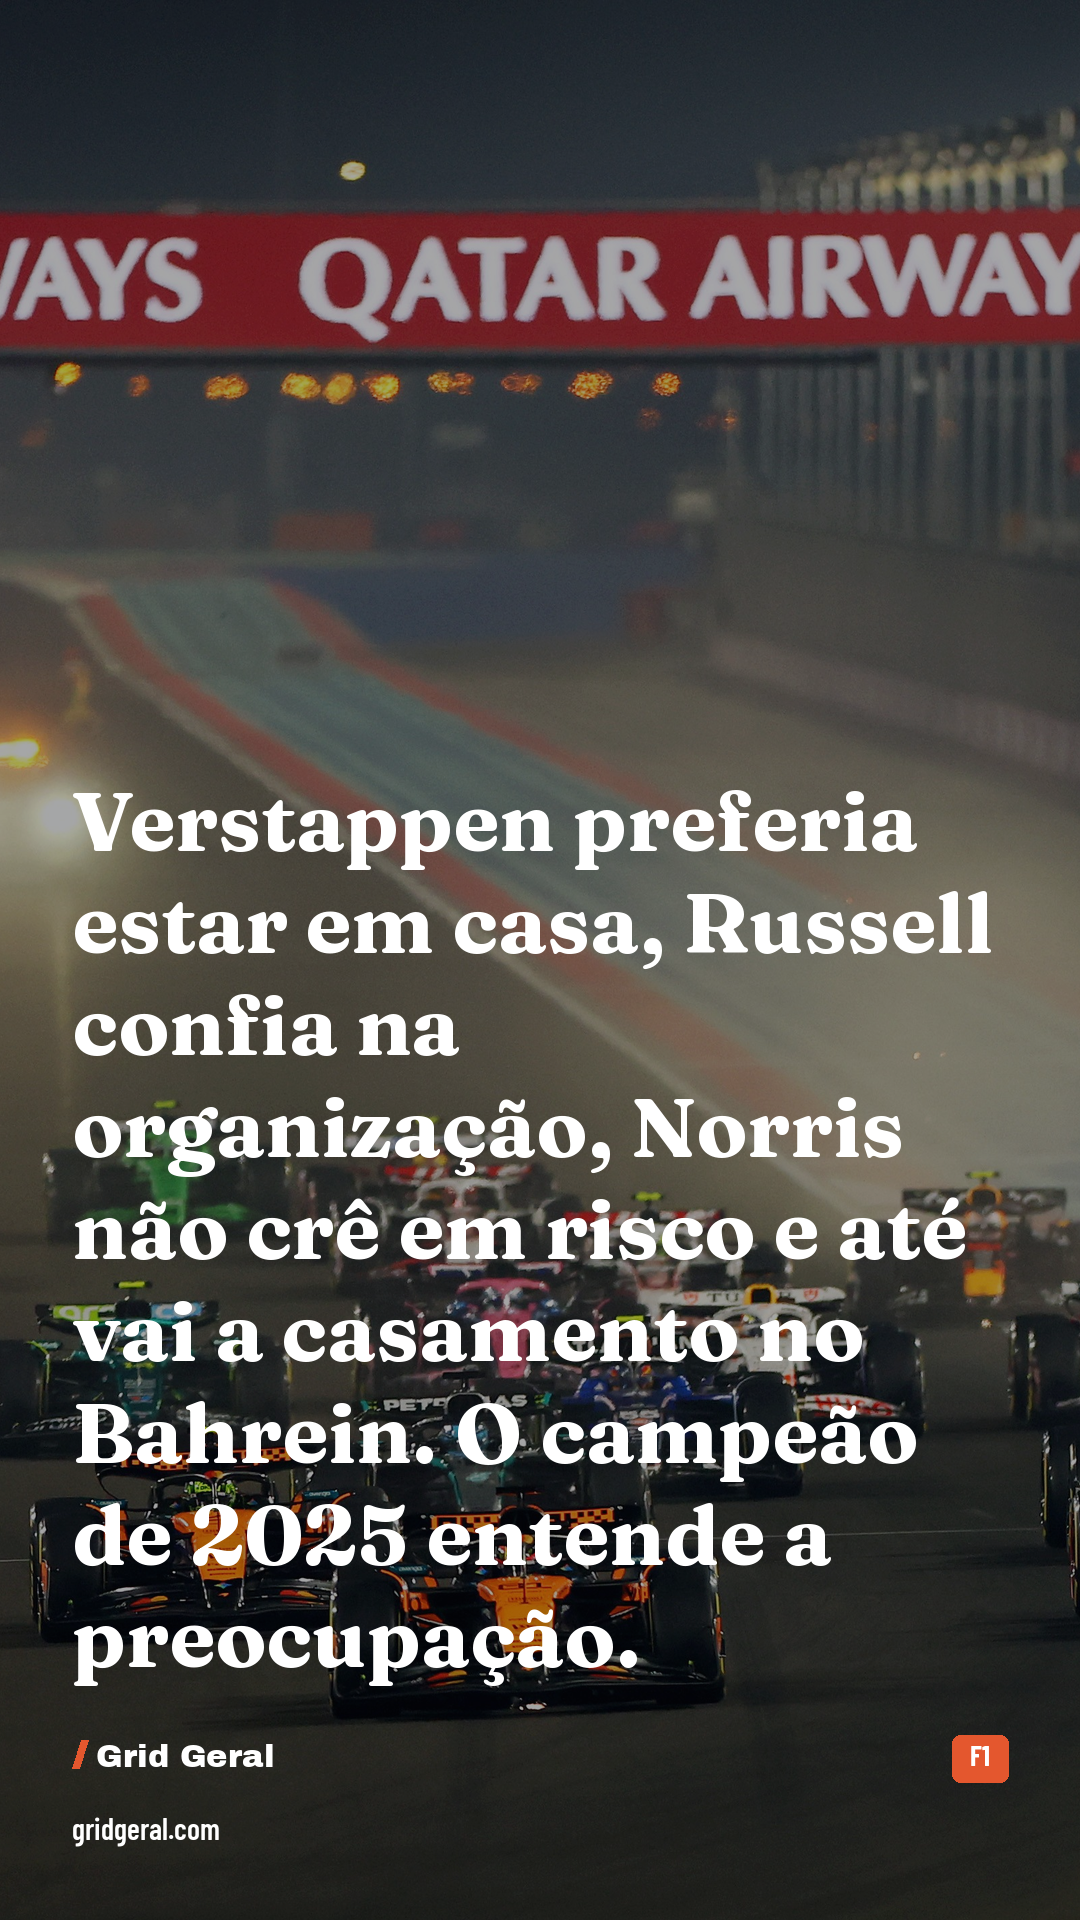 WAYS QATAR AIRWAY
Verstappen preferia
estar em casa, Russell
confia na
organização, Norris
não crê em risco e até
vai a casamento no
Bahrein. O campeão
de 2025 entende a
preocupação.
/ Grid Geral
F1
gridgeral.com